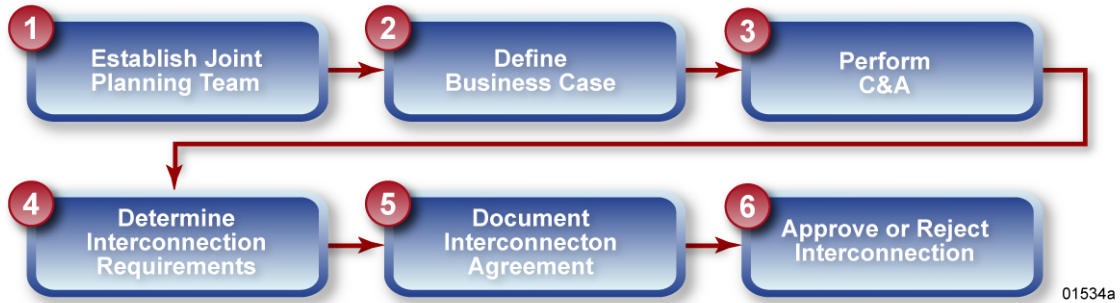 1
Establish Joint
Planning Team
2
Define
Business Case
3
Perform
C&A
4
Determine
Interconnection
Requirements
5
Document
Interconnecton
Agreement
6
Approve or Reject
Interconnection
01534a